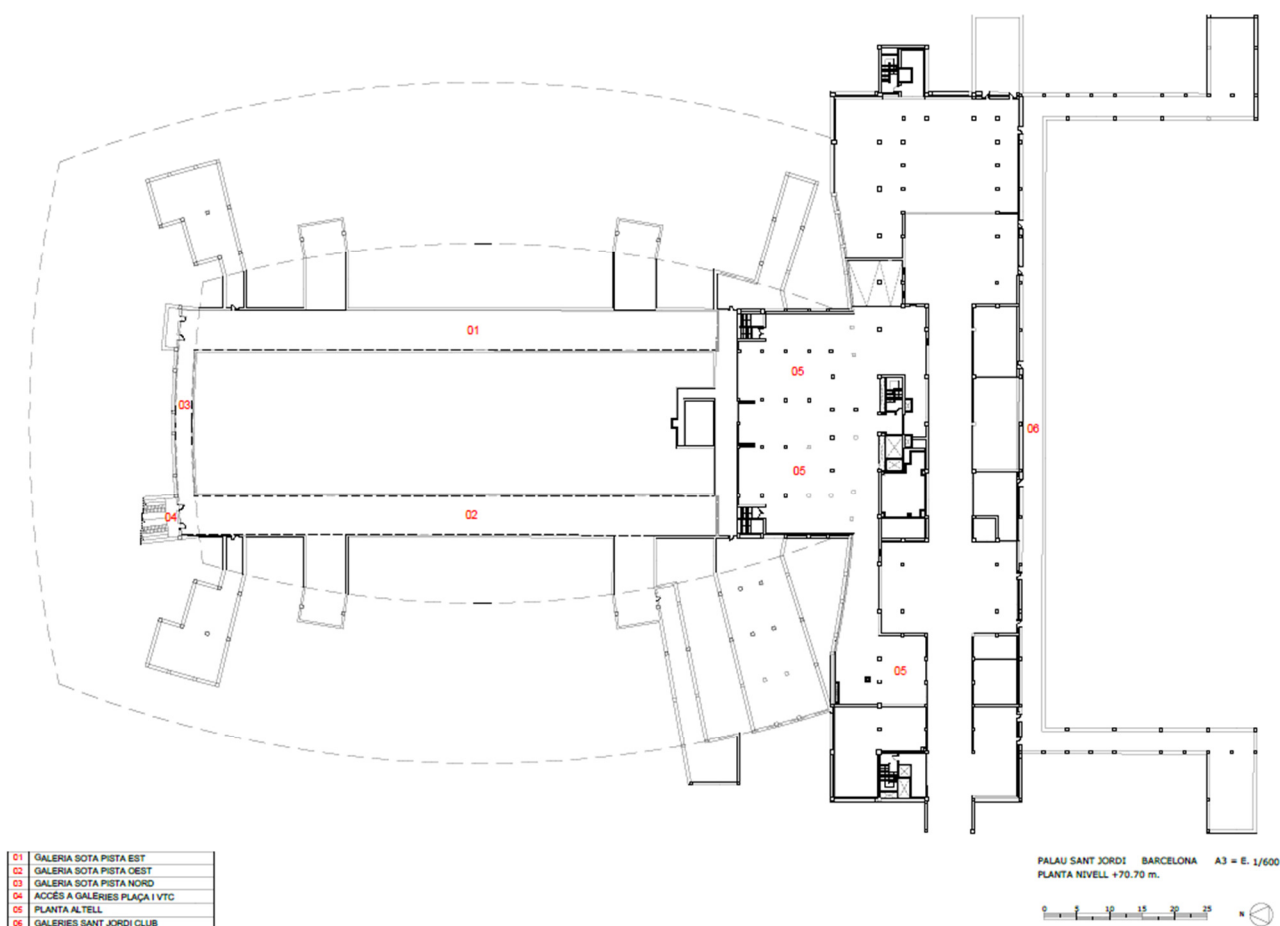 01
05
03
06
05
04
02
05
01 GALERIA SOTA PISTA EST
02 GALERIA SOTA PISTA OEST
03 GALERIA SOTA PISTA NORD
04 ACCÉS A GALERIES PLAÇA I VTC
05 PLANTA ALTELL
06 GALERIES SANT JORDI CLUB
PALAU SANT JORDI BARCELONA A3 = E. 1/600
PLANTA NIVELL +70.70 m.
0 5 10 15 20 25
N